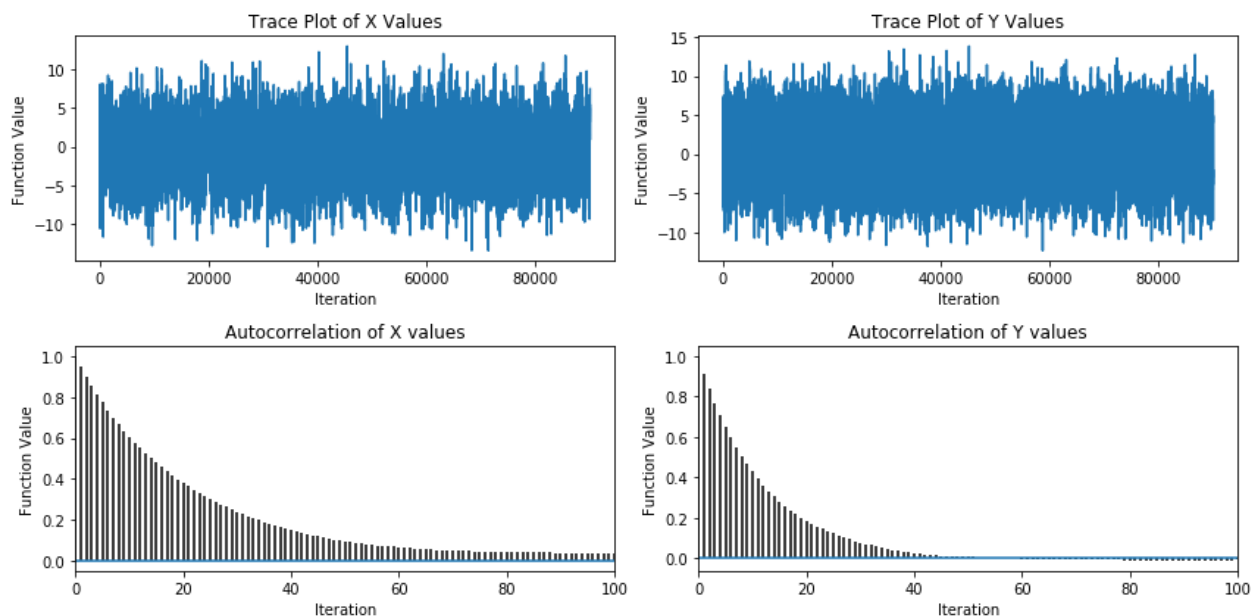 Trace Plot of X Values
Function Value
10
5
0
−5
−10
0 20000 40000 60000 80000
Iteration
Trace Plot of Y Values
Function Value
15
10
5
0
−5
−10
0 20000 40000 60000 80000
Iteration
Autocorrelation of X values
Function Value
1.0
0.8
0.6
0.4
0.2
0.0
0 20 40 60 80 100
Iteration
Autocorrelation of Y values
Function Value
1.0
0.8
0.6
0.4
0.2
0.0
0 20 40 60 80 100
Iteration